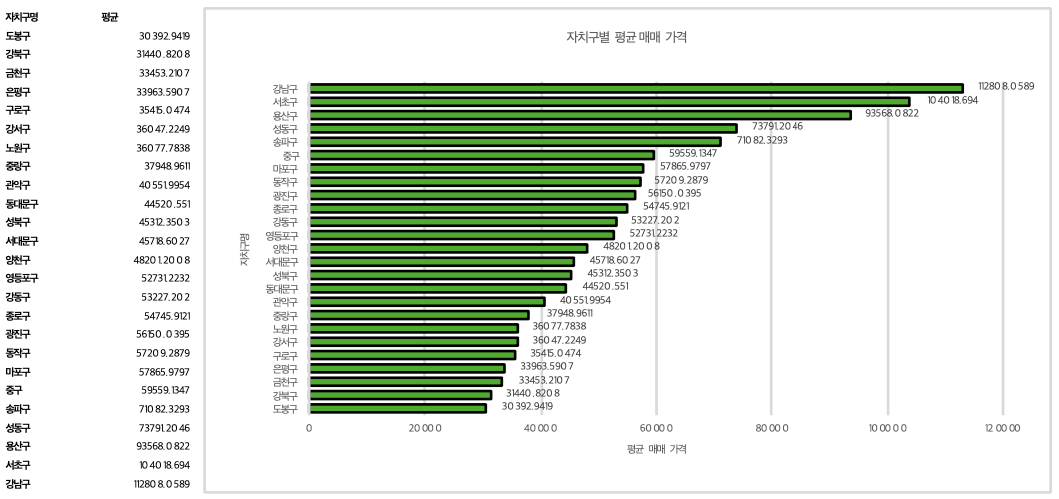 자치구명 평균
도봉구 30392.9419
강북구 31440.8208
금천구 33453.2107
은평구 33963.5907
구로구 35415.0474
강서구 36047.2249
노원구 36077.7838
중랑구 37948.9611
관악구 40551.9954
동대문구 44520.551
성북구 45312.3503
서대문구 45718.6027
양천구 48201.2008
영등포구 52731.2232
강동구 53227.202
종로구 54745.9121
광진구 56150.0395
동작구 57209.2879
마포구 57865.9797
중구 59559.1347
송파구 71082.3293
성동구 73791.2046
용산구 93568.0822
서초구 104018.694
강남구 112808.0589
자치구별 평균 매매 가격
강남구 112808.0589
서초구 104018.694
용산구 93568.0822
성동구 73791.2046
송파구 71082.3293
중구 59559.1347
마포구 57865.9797
동작구 57209.2879
광진구 56150.0395
종로구 54745.9121
강동구 53227.202
영등포구 52731.2232
양천구 48201.2008
서대문구 45718.6027
성북구 45312.3503
동대문구 44520.551
관악구 40551.9954
중랑구 37948.9611
노원구 36077.7838
강서구 36047.2249
구로구 35415.0474
은평구 33963.5907
금천구 33453.2107
강북구 31440.8208
도봉구 30392.9419
자치구명
0 20000 40000 60000 80000 100000 120000
평균 매매 가격